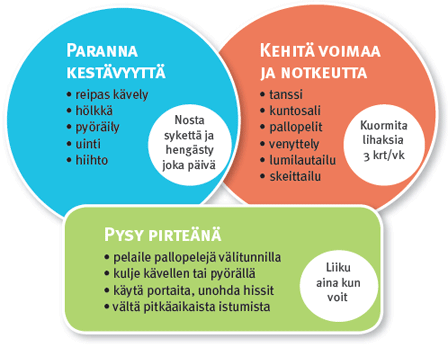 PARANNA
KESTÄVYYTTÄ
• reipas kävely
• hölkkä
• pyöräily
• uinti
• hiihto
Nosta
sykettä ja
hengästy
joka päivä
KEHITÄ VOIMAA
JA NOTKEUTTA
• tanssi
• kuntosali
• pallopelit
• venyttely
• lumilautailu
• skeittailu
Kuormita
lihaksia
3 krt/vk
PYSY PIRTEÄNÄ
• pelaile pallopelejä välitunnilla
• kulje kävellen tai pyörällä
• käytä portaita, unohda hissit
• vältä pitkäaikaista istumista
Liiku
aina kun
voit